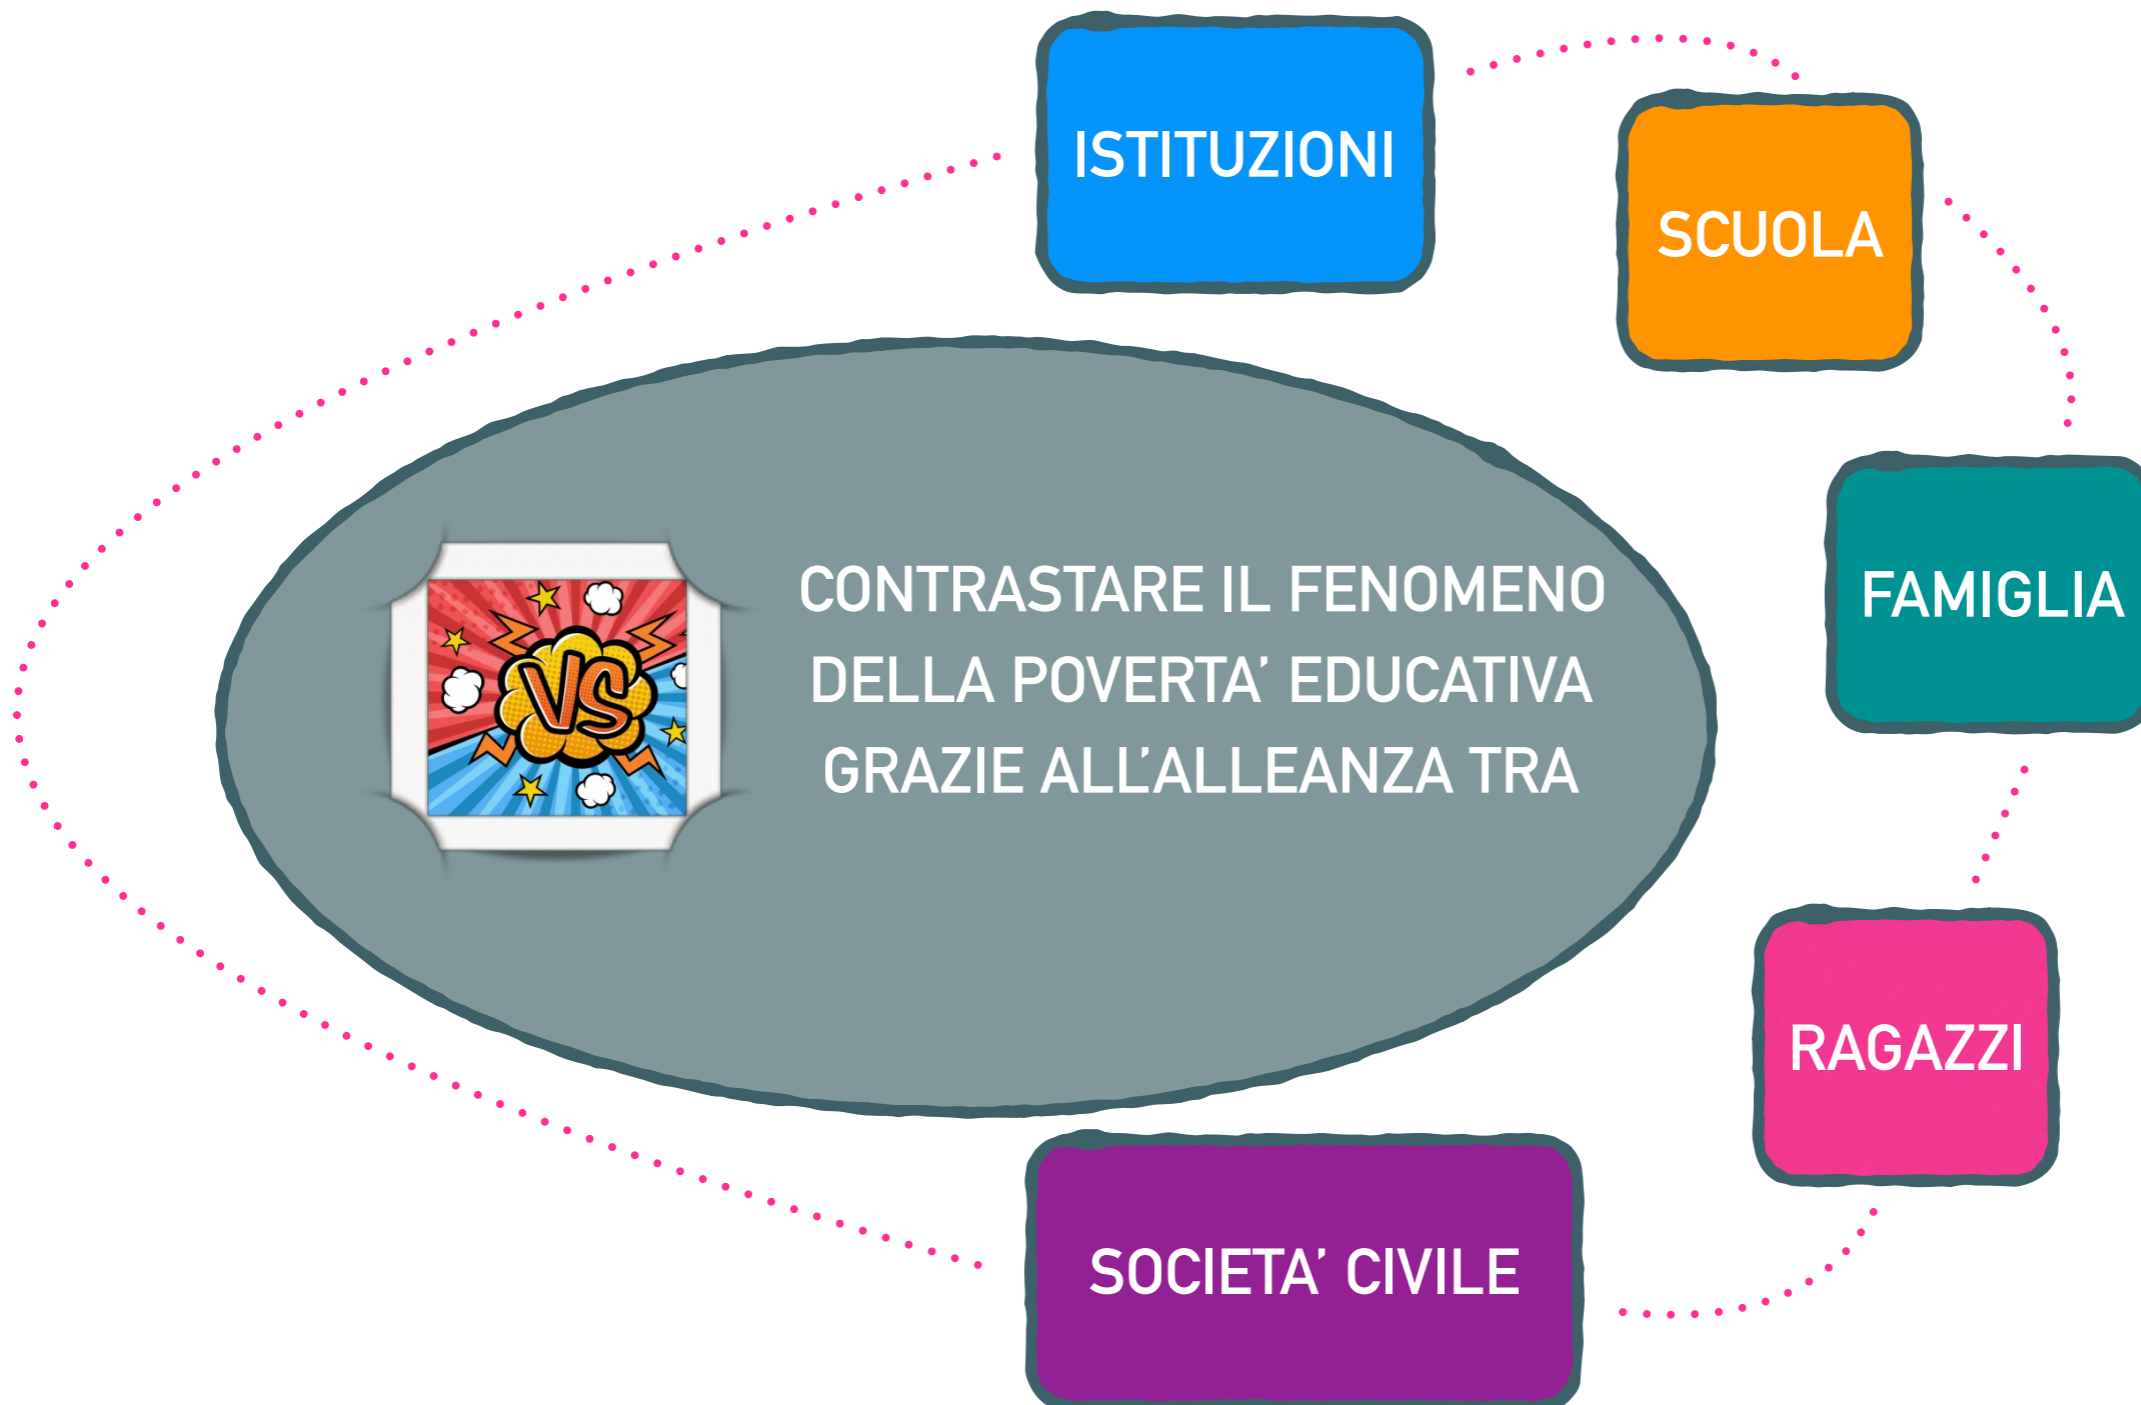 ISTITUZIONI
SCUOLA
FAMIGLIA
VS
CONTRASTARE IL FENOMENO
DELLA POVERTA’ EDUCATIVA
GRAZIE ALL’ALLEANZA TRA
RAGAZZI
SOCIETA’ CIVILE